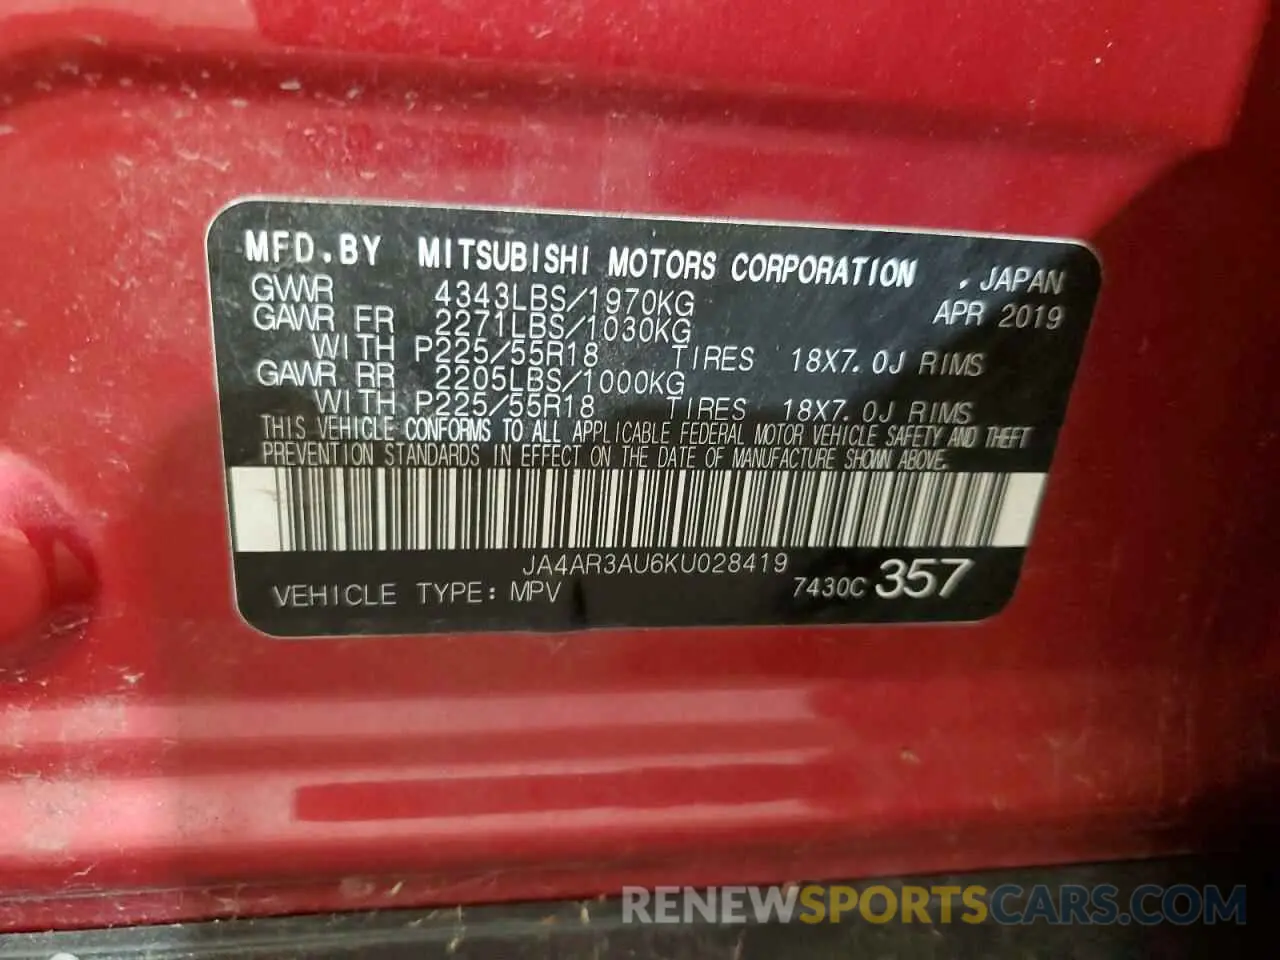 MFD.BY MITSUBISHI MOTORS CORPORATION , JAPAN
GVWR 4343LBS/1970KG APR 2019
GAWR FR 2271LBS/1030KG
WITH P225/55R18 TIRES 18X7.0J RIMS
GAWR RR 2205LBS/1000KG
WITH P225/55R18 TIRES 18X7.0J RIMS
THIS VEHICLE CONFORMS TO ALL APPLICABLE FEDERAL MOTOR VEHICLE SAFETY AND THEFT
PREVENTION STANDARDS IN EFFECT ON THE DATE OF MANUFACTURE SHOWN ABOVE.
JA4AR3AU6KU028419
VEHICLE TYPE: MPV 7430C 357
RENEWSPORTSCARS.COM